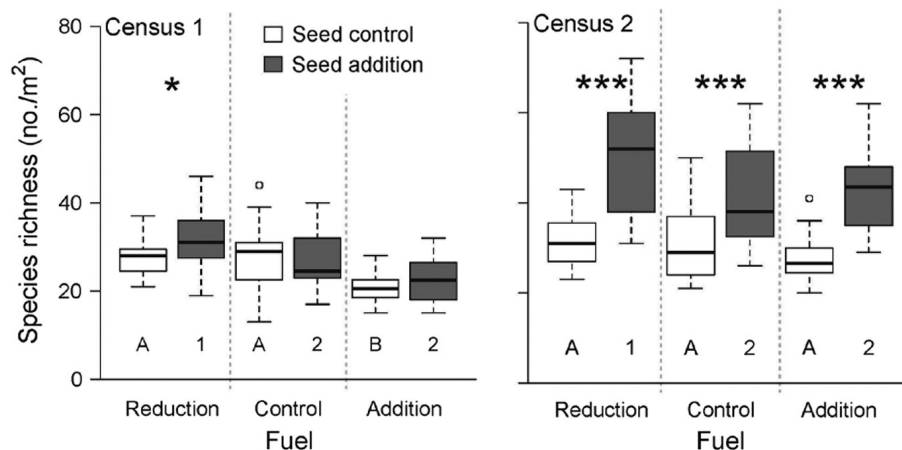 Census 1
Seed control
Seed addition
Species richness (no./m²)
80
60
40
20
0
*
A 1 A 2 B 2
Reduction Control Addition
Fuel
Census 2
*** *** ***
A 1 A 2 A 2
Reduction Control Addition
Fuel